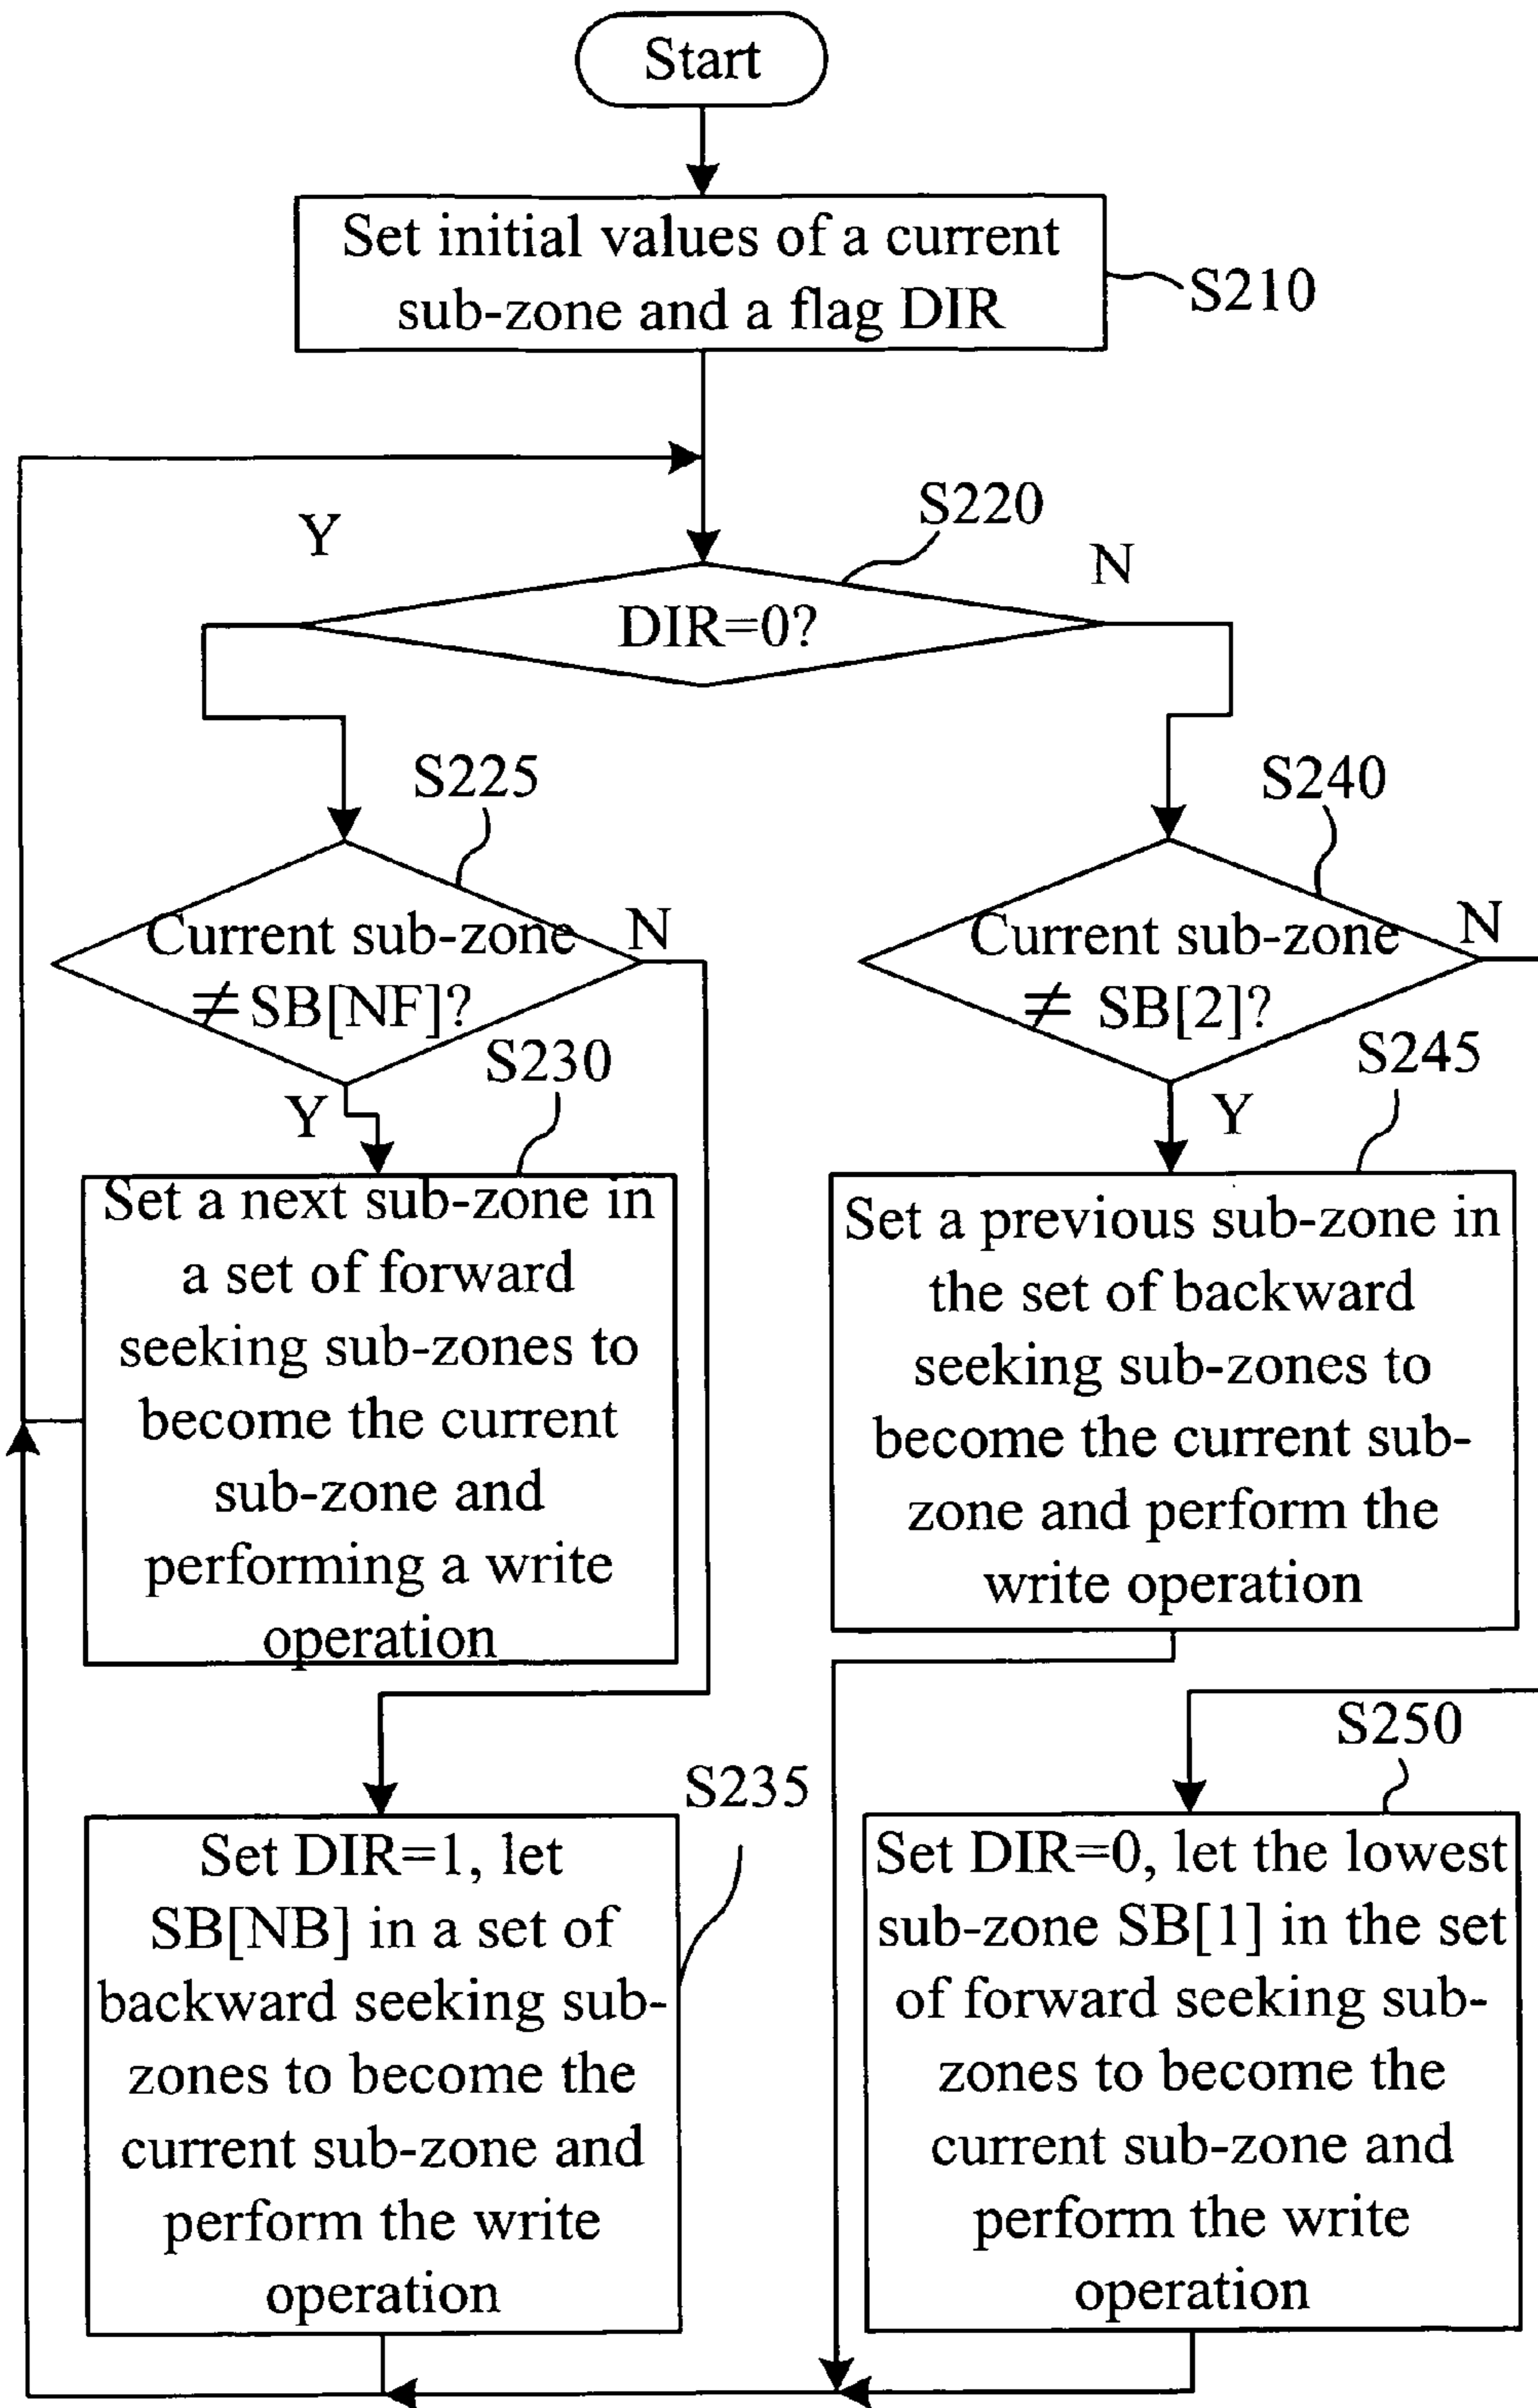 Start
Set initial values of a current
sub-zone and a flag DIR
S210
S220
Y
N
DIR=0?
S225
S240
Current sub-zone
≠ SB[NF]?
N
Current sub-zone
≠ SB[2]?
N
S230
S245
Y
Y
Set a next sub-zone in
a set of forward
seeking sub-zones to
become the current
sub-zone and
performing a write
operation
Set a previous sub-zone in
the set of backward
seeking sub-zones to
become the current sub-
zone and perform the
write operation
S235
S250
Set DIR=1, let
SB[NB] in a set of
backward seeking sub-
zones to become the
current sub-zone and
perform the write
operation
Set DIR=0, let the lowest
sub-zone SB[1] in the set
of forward seeking sub-
zones to become the
current sub-zone and
perform the write
operation